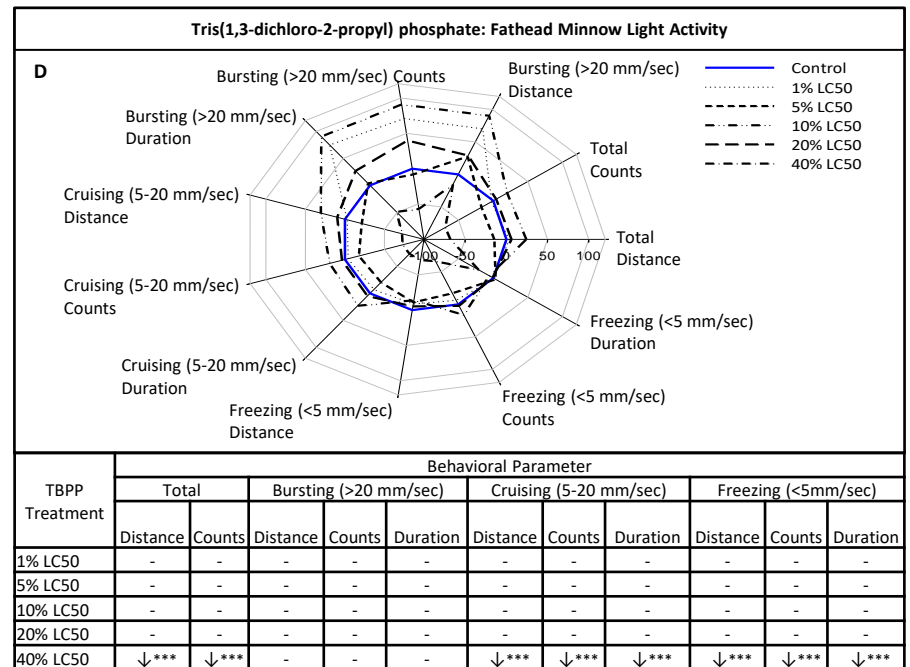 Tris(1,3-dichloro-2-propyl) phosphate: Fathead Minnow Light Activity
D
Bursting (>20 mm/sec) Counts
Bursting (>20 mm/sec)
Distance
Control
1% LC50
5% LC50
10% LC50
20% LC50
40% LC50
Bursting (>20 mm/sec)
Duration
Total
Counts
Cruising (5-20 mm/sec)
Distance
-100 -50 0 50 100
Total
Distance
Cruising (5-20 mm/sec)
Counts
Freezing (<5 mm/sec)
Duration
Cruising (5-20 mm/sec)
Duration
Freezing (<5 mm/sec)
Distance
Freezing (<5 mm/sec)
Counts
TBPP
Treatment
Behavioral Parameter
Total Bursting (>20 mm/sec) Cruising (5-20 mm/sec) Freezing (<5mm/sec)
Distance Counts Distance Counts Duration Distance Counts Duration Distance Counts Duration
1% LC50 - - - - - - - - - - -
5% LC50 - - - - - - - - - - -
10% LC50 - - - - - - - - - - -
20% LC50 - - - - - - - - - - -
40% LC50 ↓*** ↓*** - - - ↓*** ↓*** ↓*** ↓*** ↓*** ↓***